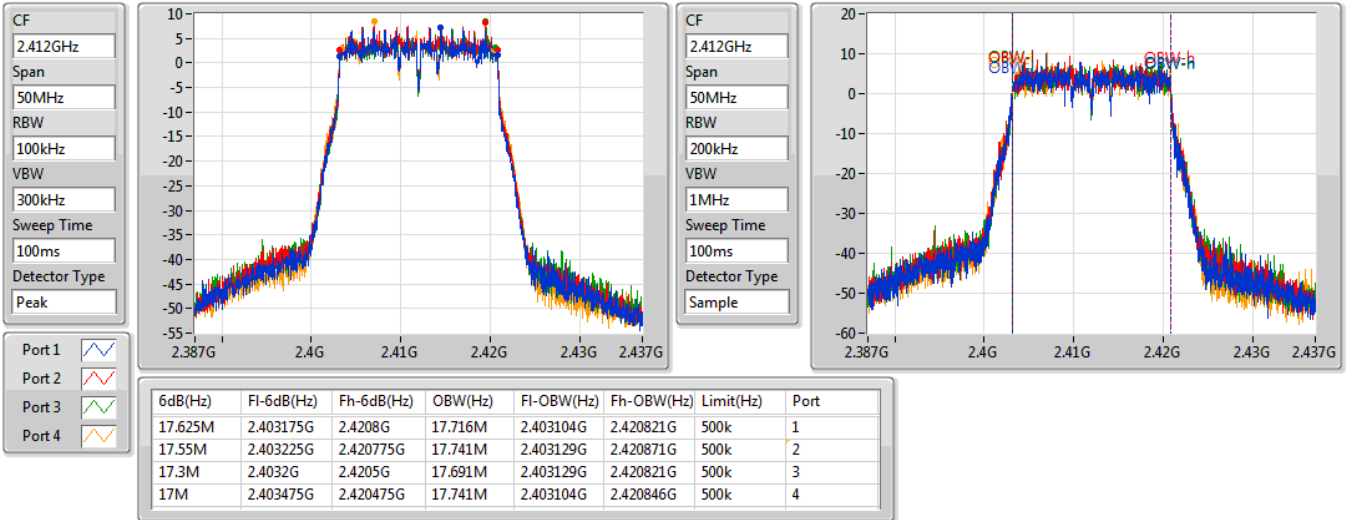 CF
2.412GHz
Span
50MHz
RBW
100kHz
VBW
300kHz
Sweep Time
100ms
Detector Type
Peak
10-
5-
0-
-5-
-10-
-15-
-20-
-25-
-30-
-35-
-40-
-45-
-50-
-55-
2.387G 2.4G 2.41G 2.42G 2.43G 2.437G
CF
2.412GHz
Span
50MHz
RBW
200kHz
VBW
1MHz
Sweep Time
100ms
Detector Type
Sample
20-
10-
0-
-10-
-20-
-30-
-40-
-50-
-60-
OBW-h
OBW-h
2.387G 2.4G 2.41G 2.42G 2.43G 2.437G
Port 1
Port 2
Port 3
Port 4
6dB(Hz) Fl-6dB(Hz) Fh-6dB(Hz) OBW(Hz) Fl-OBW(Hz) Fh-OBW(Hz) Limit(Hz) Port
17.625M 2.403175G 2.4208G 17.716M 2.403104G 2.420821G 500k 1
17.55M 2.403225G 2.420775G 17.741M 2.403129G 2.420871G 500k 2
17.3M 2.4032G 2.4205G 17.691M 2.403129G 2.420821G 500k 3
17M 2.403475G 2.420475G 17.741M 2.403104G 2.420846G 500k 4